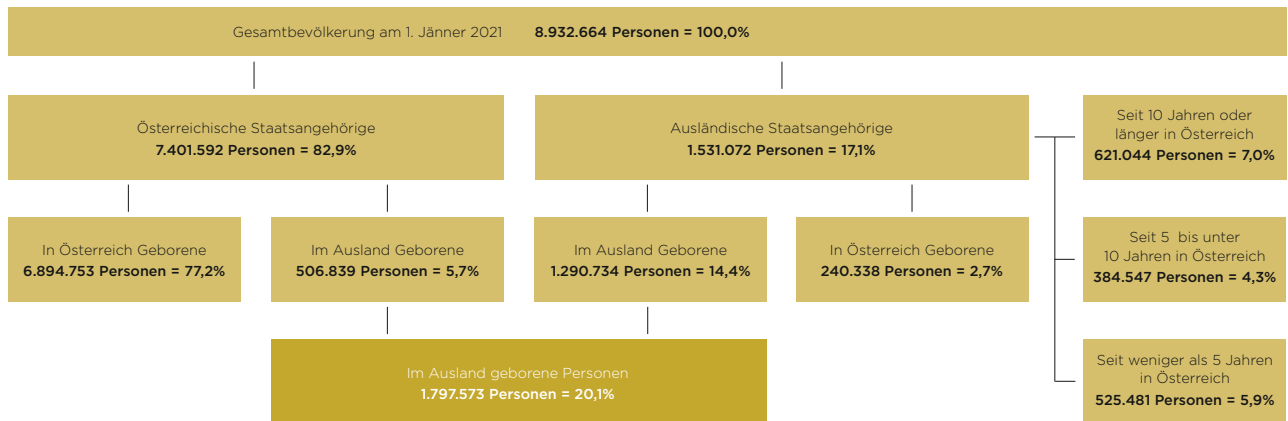 Gesamtbevölkerung am 1. Jänner 2021 8.932.664 Personen = 100,0%
Österreichische Staatsangehörige
7.401.592 Personen = 82,9%
Ausländische Staatsangehörige
1.531.072 Personen = 17,1%
Seit 10 Jahren oder
länger in Österreich
621.044 Personen = 7,0%
In Österreich Geborene
6.894.753 Personen = 77,2%
Im Ausland Geborene
506.839 Personen = 5,7%
Im Ausland Geborene
1.290.734 Personen = 14,4%
In Österreich Geborene
240.338 Personen = 2,7%
Seit 5 bis unter
10 Jahren in Österreich
384.547 Personen = 4,3%
Im Ausland geborene Personen
1.797.573 Personen = 20,1%
Seit weniger als 5 Jahren
in Österreich
525.481 Personen = 5,9%